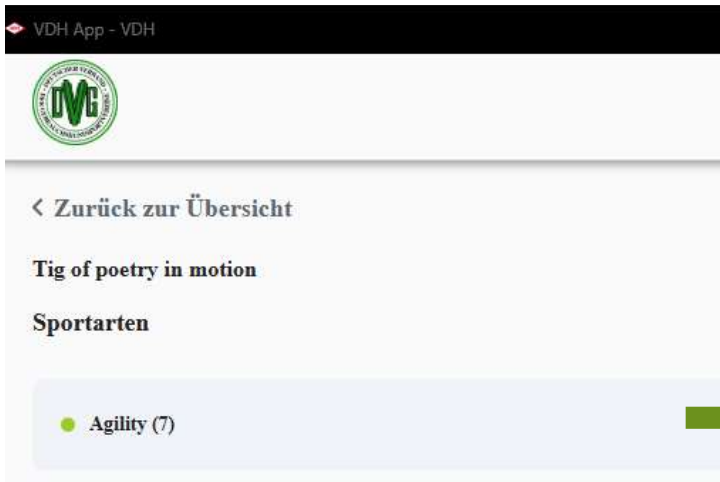 VDH App - VDH
DVG
Zurück zur Übersicht
Tig of poetry in motion
Sportarten
Agility (7)